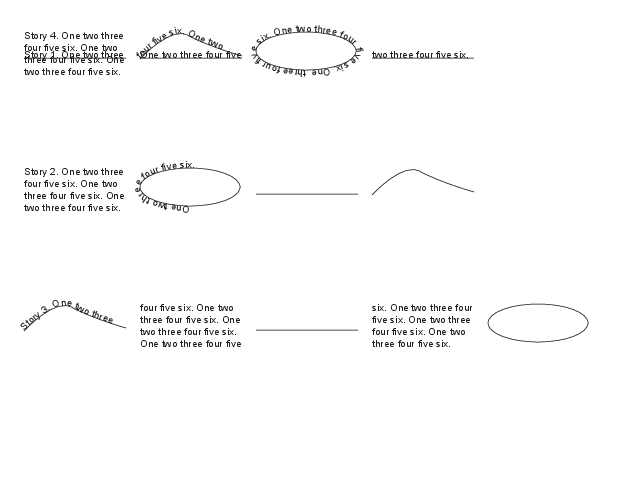 Story 4. One two three
four five six. One two
Story 1. One two three
three four five six. One
two three four five six.
four five six. One two
One two three four five
three four five six. One two three four five six. One
two three four five six.
Story 2. One two three
four five six. One two
three four five six. One
two three four five six.
One two three four five six.
Story 3. One two three
four five six. One two
three four five six. One
two three four five six.
One two three four five
six. One two three four
five six. One two three
four five six. One two
three four five six.